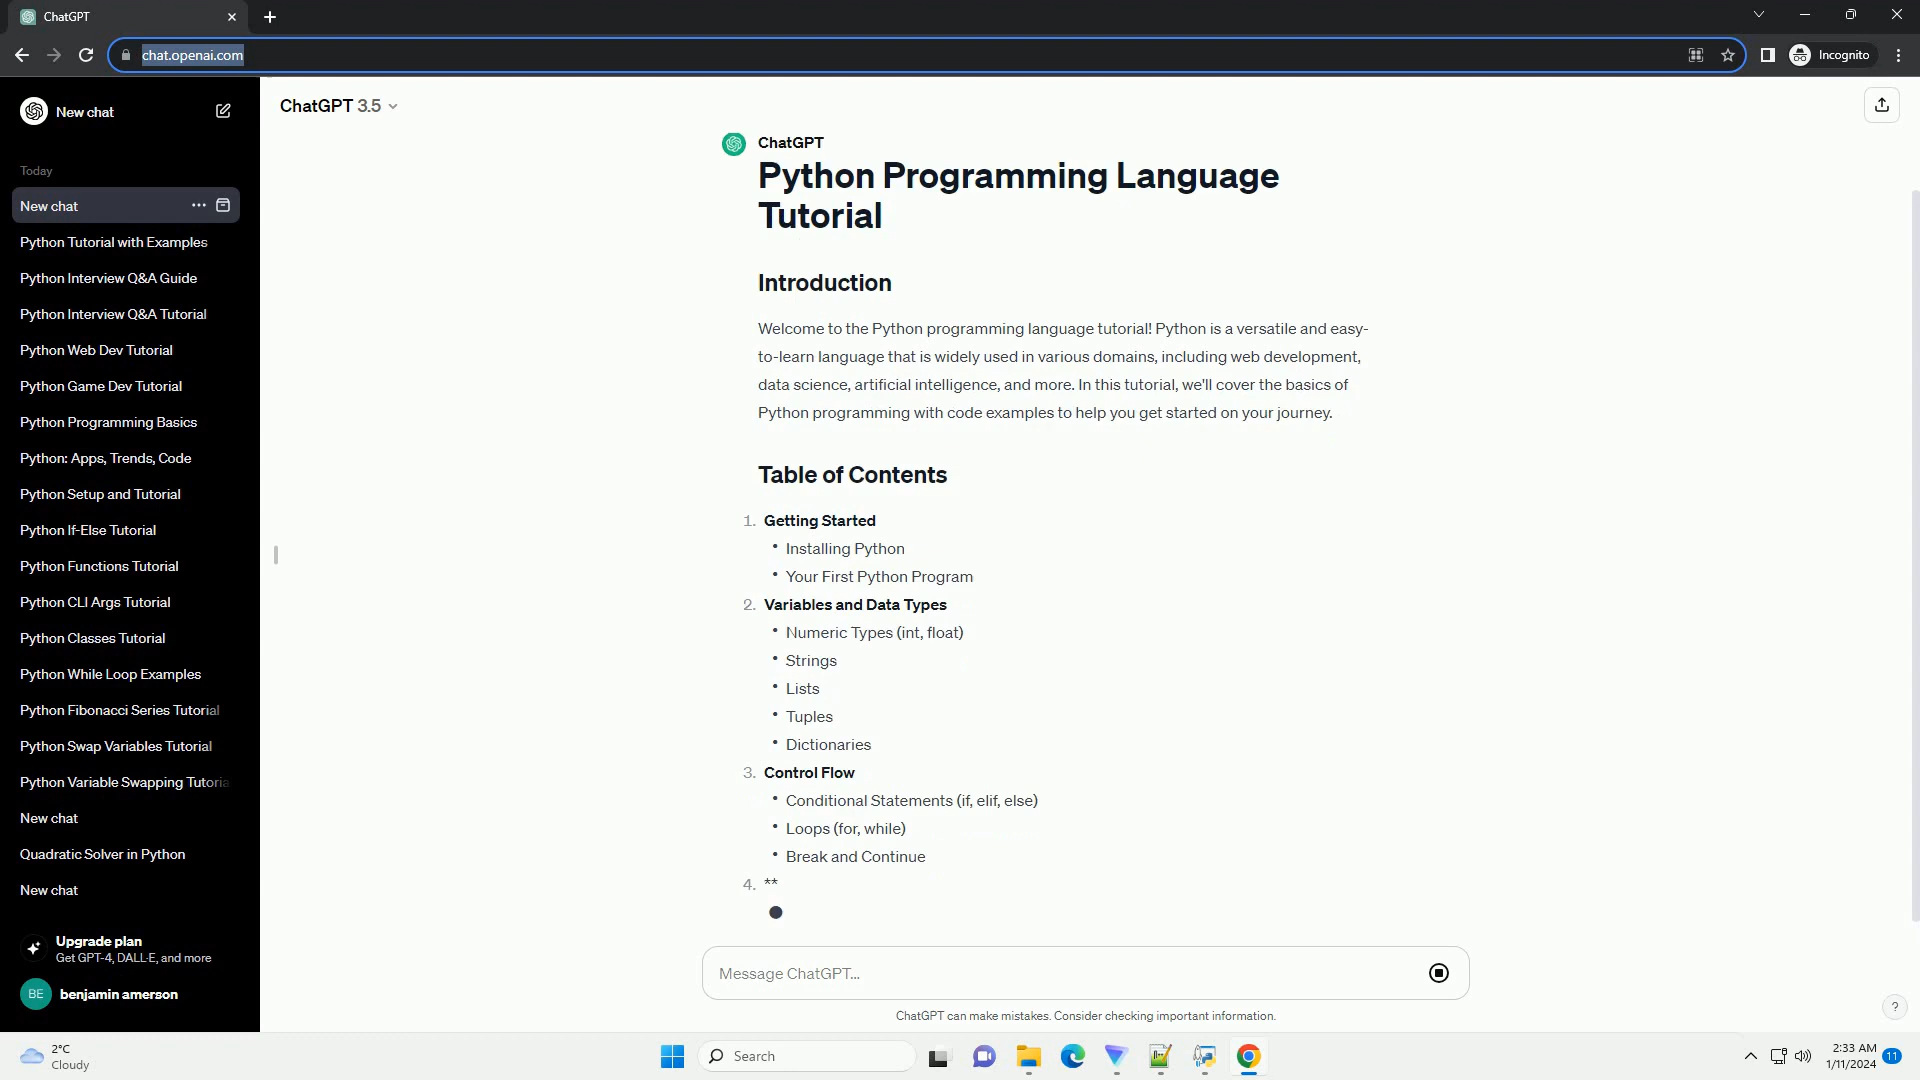 ChatGPT
chat.openai.com
Incognito
New chat
Today
New chat
Python Tutorial with Examples
Python Interview Q&A Guide
Python Interview Q&A Tutorial
Python Web Dev Tutorial
Python Game Dev Tutorial
Python Programming Basics
Python: Apps, Trends, Code
Python Setup and Tutorial
Python If-Else Tutorial
Python Functions Tutorial
Python CLI Args Tutorial
Python Classes Tutorial
Python While Loop Examples
Python Fibonacci Series Tutorial
Python Swap Variables Tutorial
Python Variable Swapping Tutoria
New chat
Quadratic Solver in Python
New chat
Upgrade plan
Get GPT-4, DALL·E, and more
BE benjamin amerson
ChatGPT 3.5
ChatGPT
Python Programming Language
Tutorial
Introduction
Welcome to the Python programming language tutorial! Python is a versatile and easy-
to-learn language that is widely used in various domains, including web development,
data science, artificial intelligence, and more. In this tutorial, we'll cover the basics of
Python programming with code examples to help you get started on your journey.
Table of Contents
1. Getting Started
• Installing Python
• Your First Python Program
2. Variables and Data Types
• Numeric Types (int, float)
• Strings
• Lists
• Tuples
• Dictionaries
3. Control Flow
• Conditional Statements (if, elif, else)
• Loops (for, while)
• Break and Continue
4. **
Message ChatGPT...
ChatGPT can make mistakes. Consider checking important information.
?
2°C
Cloudy
Search
2:33 AM
1/11/2024
11